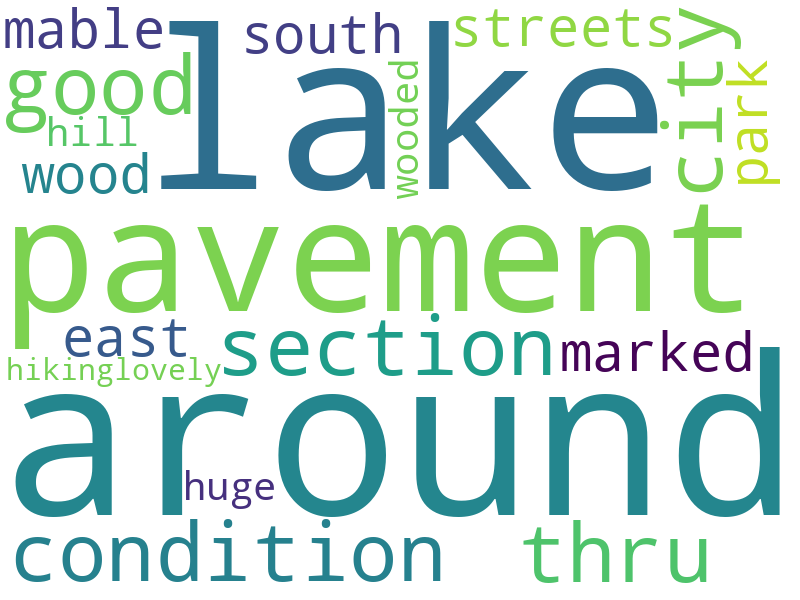 mable
south
streets
lake
city
good
wooded
park
hill
wood
pavement
east
section
marked
hikinglovely
around
huge
condition
thru